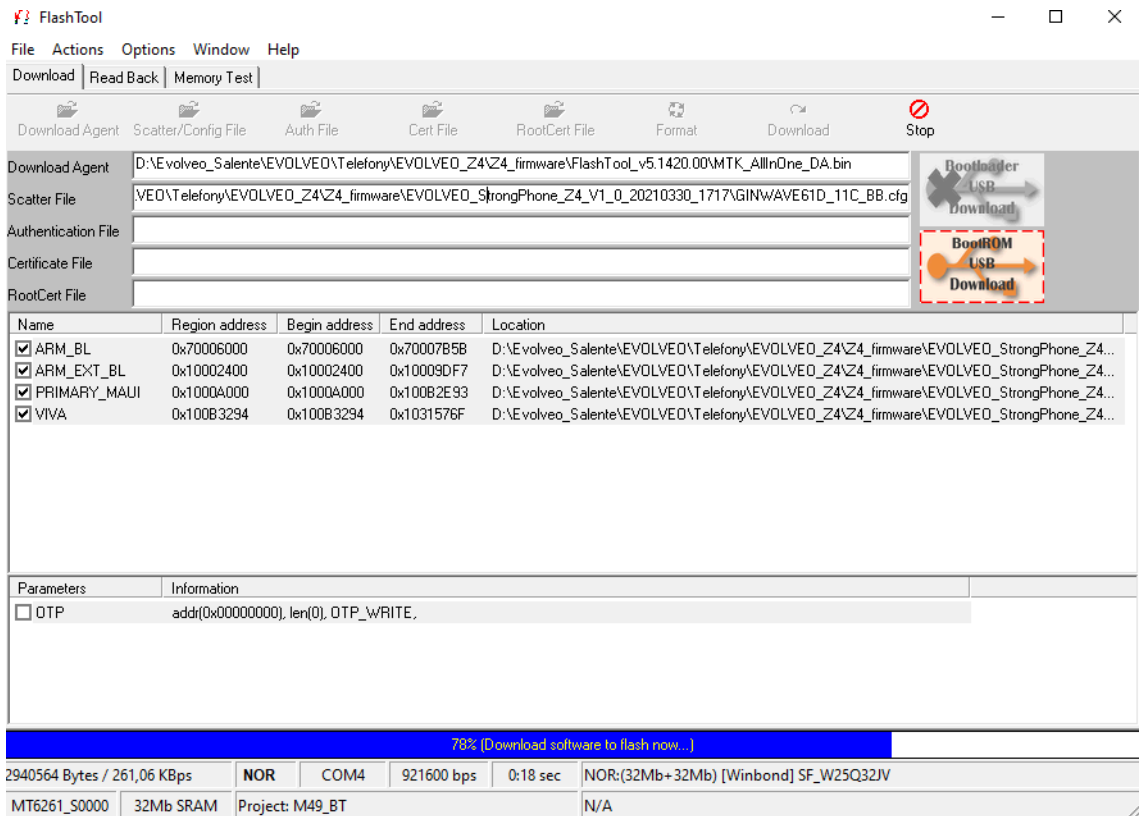 FlashTool
File Actions Options Window Help
Download Read Back Memory Test
Download Agent Scatter/Config File Auth File Cert File RootCert File Format Download Stop
Download Agent D:\Evolveo_Salente\EVOLVEO\Telefony\EVOLVEO_Z4\Z4_firmware\FlashTool_v5.1420.00\MTK_AllInOne_DA.bin
Scatter File .VEO\Telefony\EVOLVEO_Z4\Z4_firmware\EVOLVEO_StrongPhone_Z4_V1_0_20210330_1717\GINWAVE61D_11C_BB.cfg
Authentication File
Certificate File
RootCert File
Bootloader
USB
Download
BootROM
USB
Download
Name Region address Begin address End address Location
ARM_BL 0x70006000 0x70006000 0x70007B5B D:\Evolveo_Salente\EVOLVEO\Telefony\EVOLVEO_Z4\Z4_firmware\EVOLVEO_StrongPhone_Z4...
ARM_EXT_BL 0x10002400 0x10002400 0x10009DF7 D:\Evolveo_Salente\EVOLVEO\Telefony\EVOLVEO_Z4\Z4_firmware\EVOLVEO_StrongPhone_Z4...
PRIMARY_MAUI 0x1000A000 0x1000A000 0x100B2E93 D:\Evolveo_Salente\EVOLVEO\Telefony\EVOLVEO_Z4\Z4_firmware\EVOLVEO_StrongPhone_Z4...
VIVA 0x100B3294 0x100B3294 0x1031576F D:\Evolveo_Salente\EVOLVEO\Telefony\EVOLVEO_Z4\Z4_firmware\EVOLVEO_StrongPhone_Z4...
Parameters Information
OTP addr(0x00000000), len(0), OTP_WRITE,
78% (Download software to flash now...)
2940564 Bytes / 261,06 KBps NOR COM4 921600 bps 0:18 sec NOR:(32Mb+32Mb) [Winbond] SF_W25Q32JV
MT6261_S0000 32Mb SRAM Project: M49_BT N/A